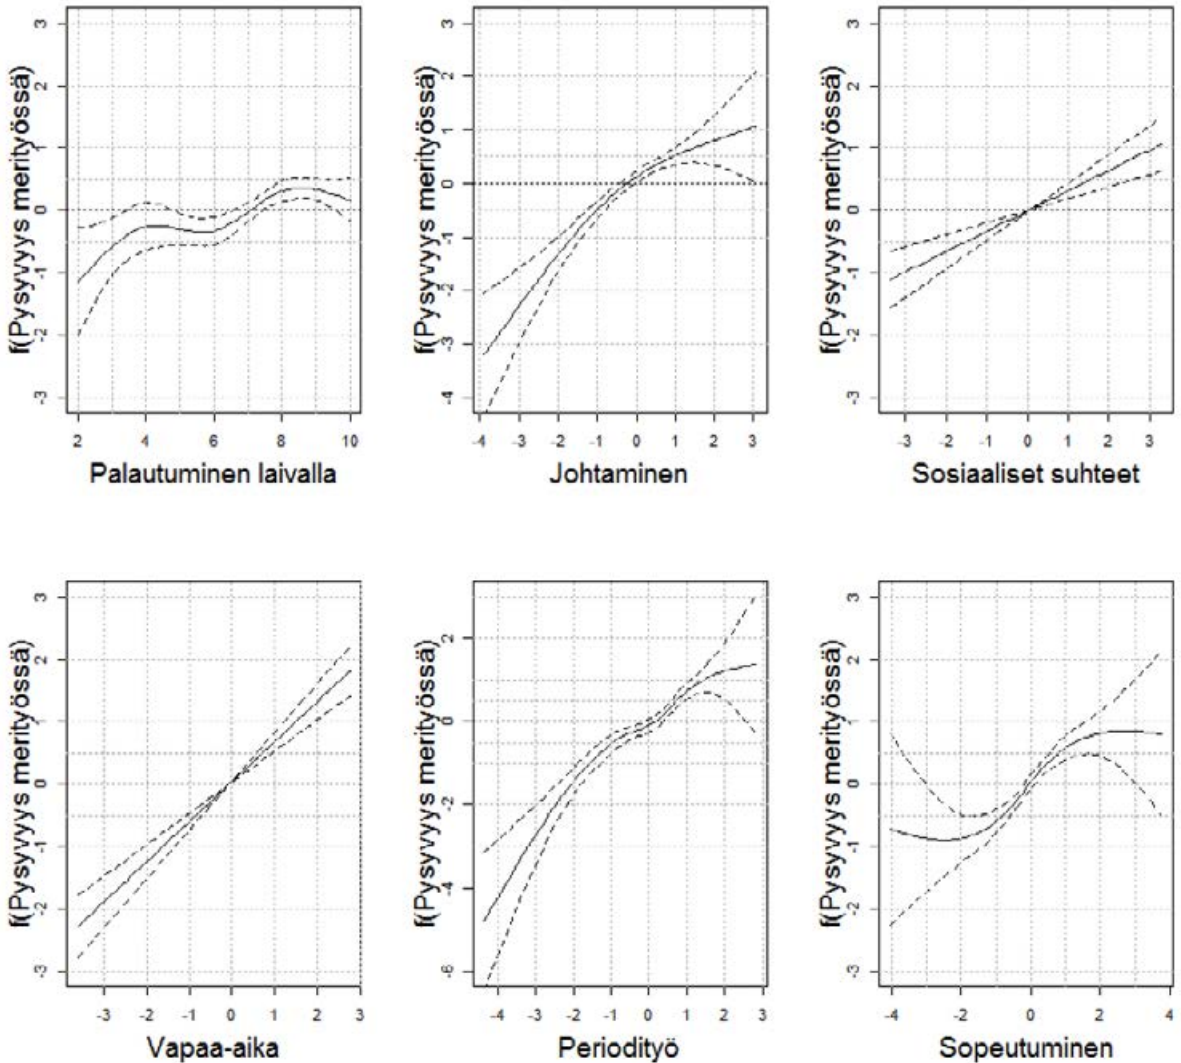 f(Pysyvyys merityössä)
3
2
1
0
-1
-2
-3
2 4 6 8 10
Palautuminen laivalla
f(Pysyvyys merityössä)
3
2
1
0
-1
-2
-3
-4
-4 -3 -2 -1 0 1 2 3
Johtaminen
f(Pysyvyys merityössä)
3
2
1
0
-1
-2
-3
-3 -2 -1 0 1 2 3
Sosiaaliset suhteet
f(Pysyvyys merityössä)
3
2
1
0
-1
-2
-3
-3 -2 -1 0 1 2 3
Vapaa-aika
f(Pysyvyys merityössä)
2
0
-2
-4
-6
-4 -3 -2 -1 0 1 2 3
Periodityö
f(Pysyvyys merityössä)
3
2
1
0
-1
-2
-3
-4 -2 0 2 4
Sopeutuminen